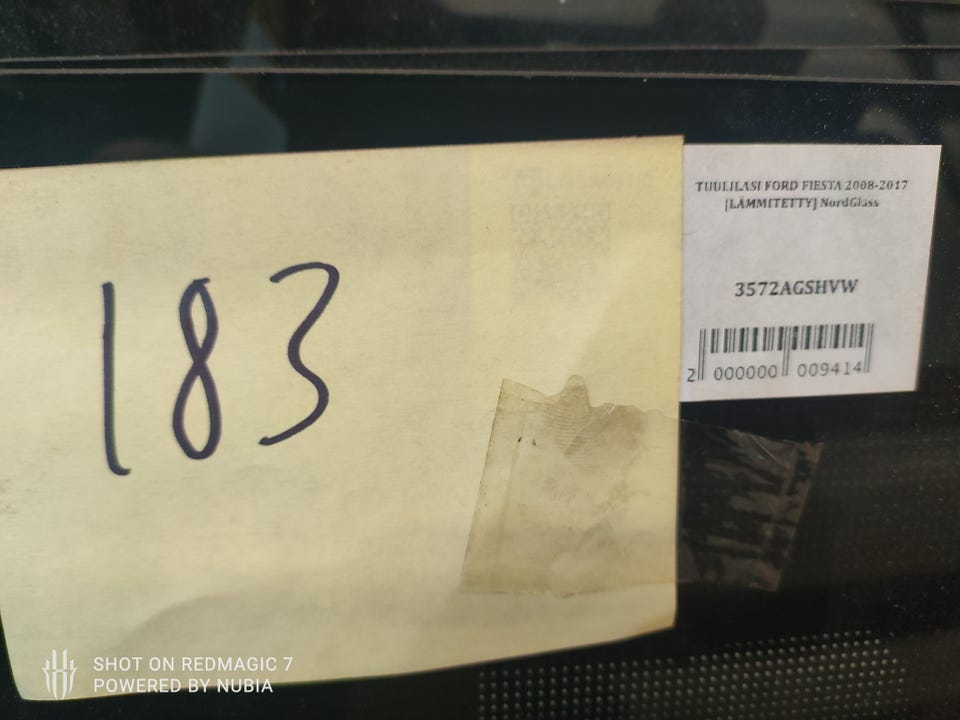 183
TUULILASI FORD FIESTA 2008-2017
[LÄMMITETTY] NordGlass
3572AGSHVW
2 000000 009414
SHOT ON REDMAGIC 7
POWERED BY NUBIA